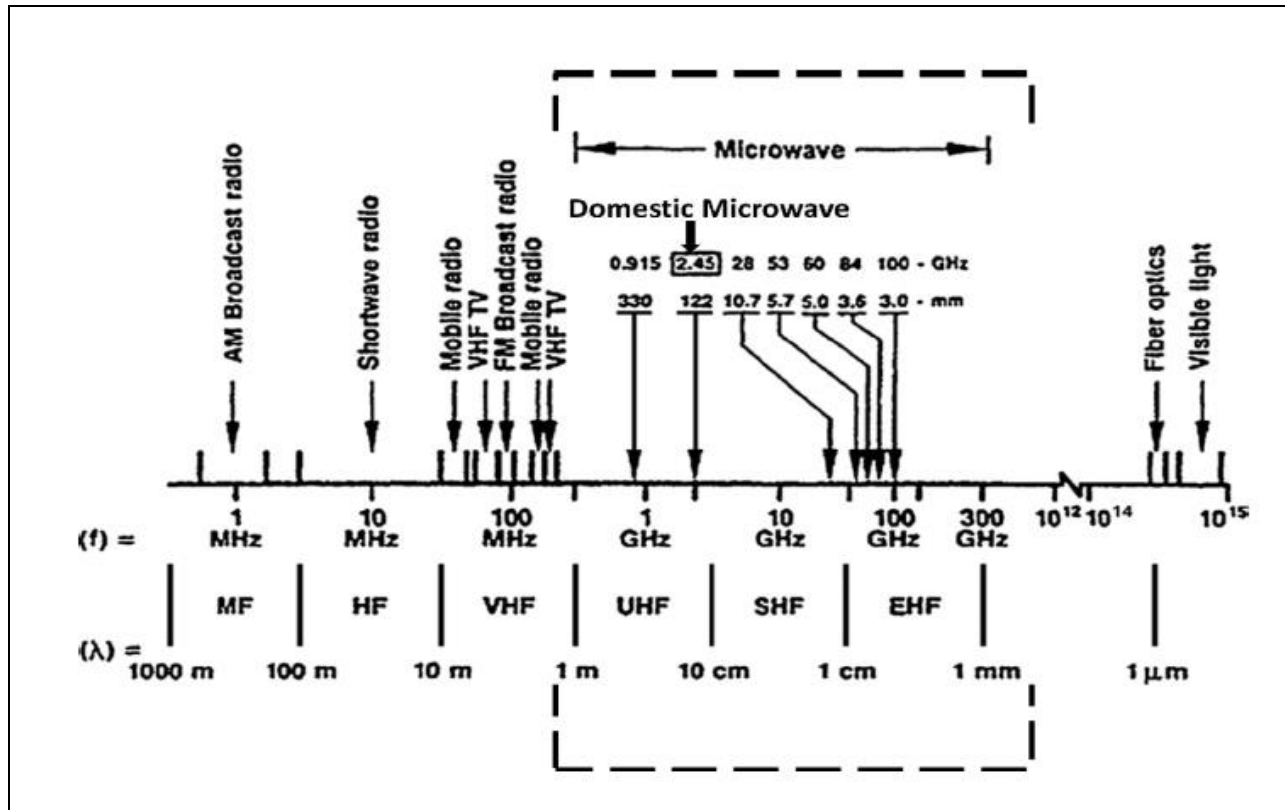 Microwave
Domestic Microwave
AM Broadcast radio
Shortwave radio
Mobile radio
VHF TV
FM Broadcast radio
Mobile radio
VHF TV
0.915 2.45 28 53 60 84 100 - GHz
330 122 10.7 5.7 5.0 3.6 3.0 - mm
Fiber optics
Visible light
1 10 100 1 10 100 300 10¹² 10¹⁴ 10¹⁵
(f) = MHz MHz MHz GHz GHz GHz GHz
MF HF VHF UHF SHF EHF
(λ) =
1000 m 100 m 10 m 1 m 10 cm 1 cm 1 mm 1 μm